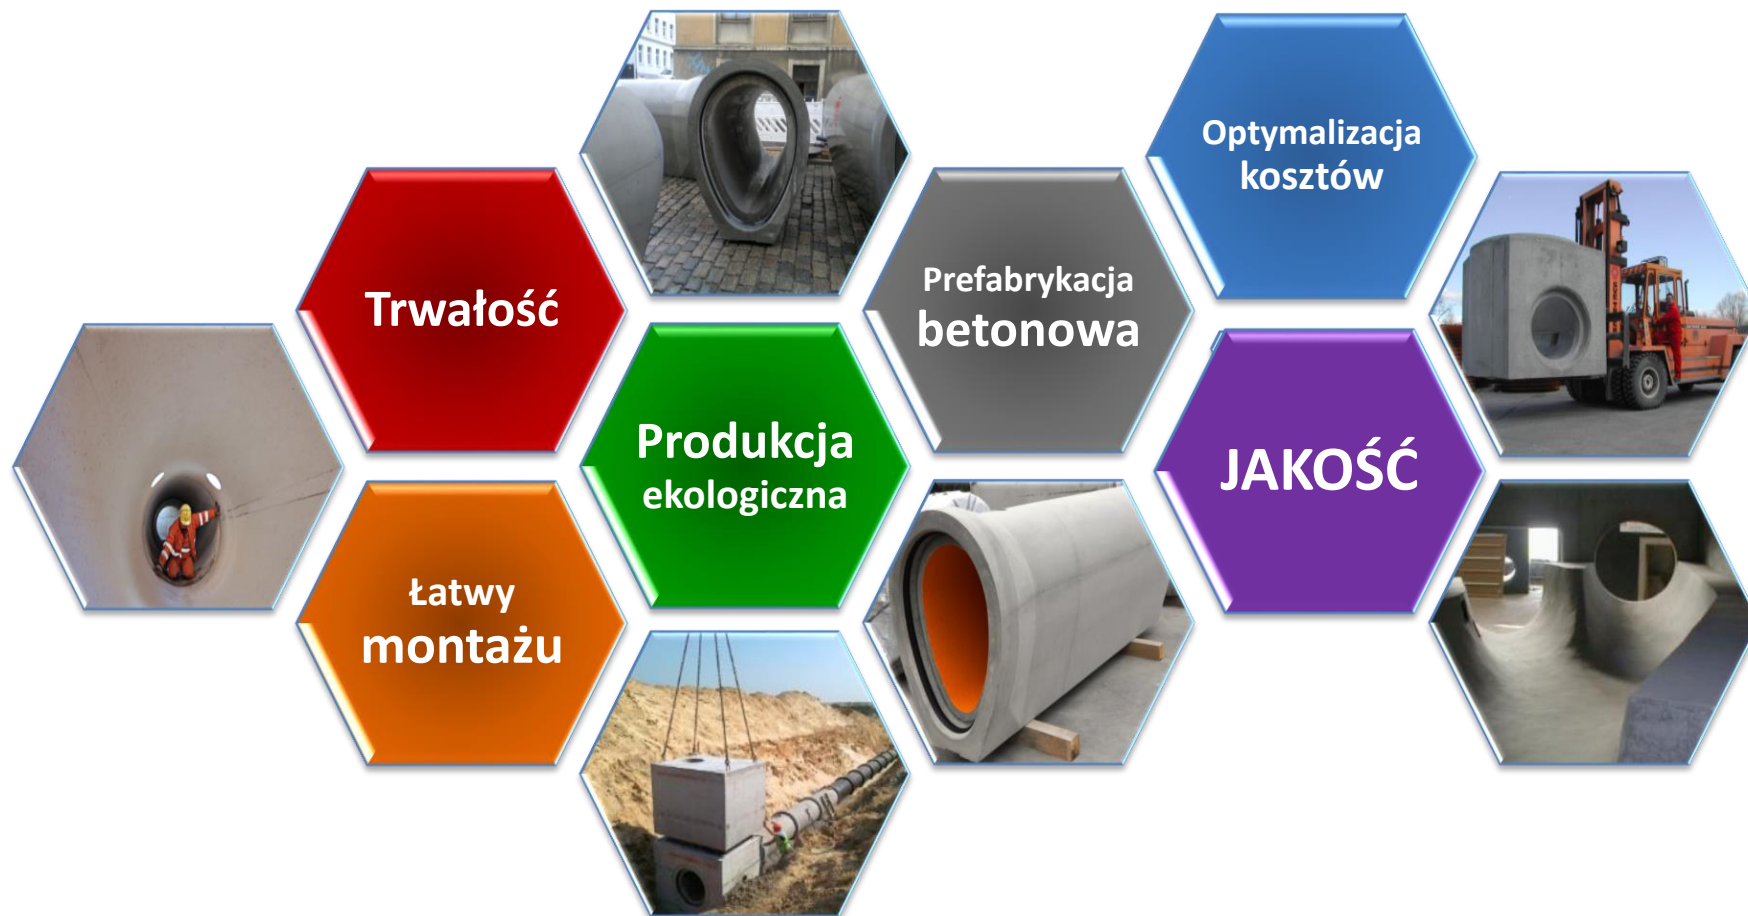 Optymalizacja
kosztów
Trwałość
Prefabrykacja
betonowa
Produkcja
ekologiczna
JAKOŚĆ
Łatwy
montażu